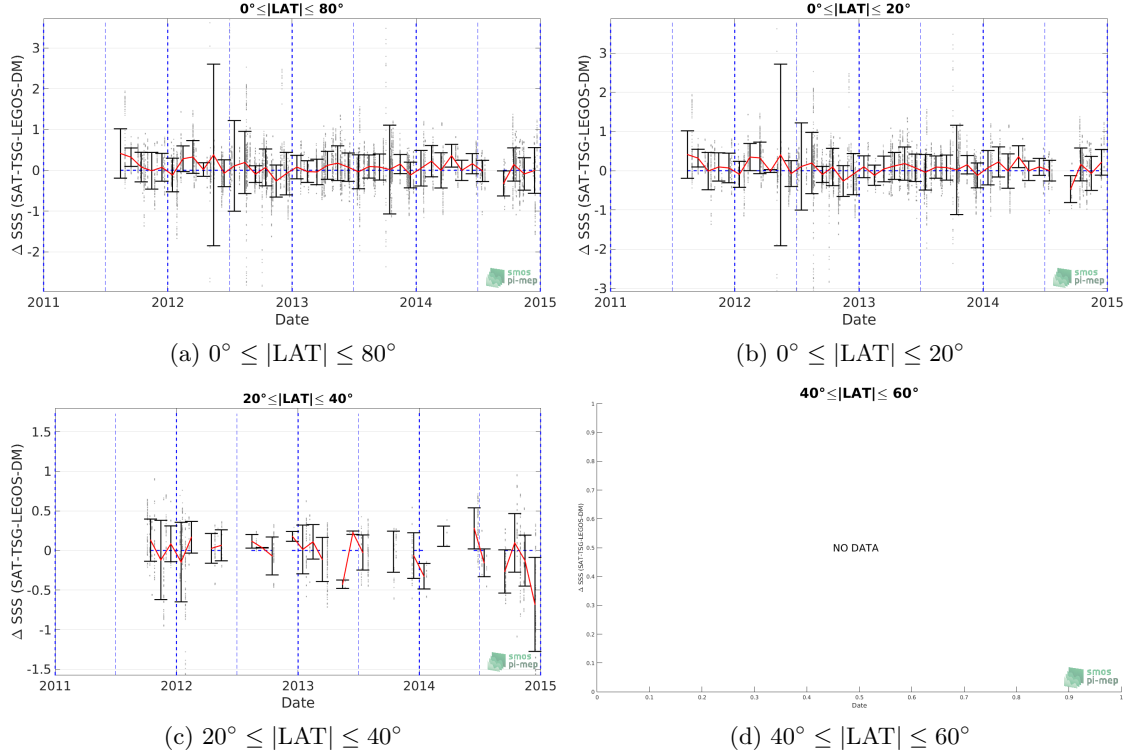 0°≤|LAT|≤ 80°
Δ SSS (SAT-TSG-LEGOS-DM)
3
2
1
0
-1
-2
2011
2012
2013
2014
2015
Date
smos
pi-mep
(a) 0° ≤ |LAT| ≤ 80°
0°≤|LAT|≤ 20°
Δ SSS (SAT-TSG-LEGOS-DM)
3
2
1
0
-1
-2
-3
2011
2012
2013
2014
2015
Date
smos
pi-mep
(b) 0° ≤ |LAT| ≤ 20°
20°≤|LAT|≤ 40°
Δ SSS (SAT-TSG-LEGOS-DM)
1.5
1
0.5
0
-0.5
-1
-1.5
2011
2012
2013
2014
2015
Date
smos
pi-mep
(c) 20° ≤ |LAT| ≤ 40°
40°≤|LAT|≤ 60°
Δ SSS (SAT-TSG-LEGOS-DM)
1
0.9
0.8
0.7
0.6
0.5
0.4
0.3
0.2
0.1
0
NO DATA
0
0.1
0.2
0.3
0.4
0.5
0.6
0.7
0.8
0.9
1
Date
smos
pi-mep
(d) 40° ≤ |LAT| ≤ 60°